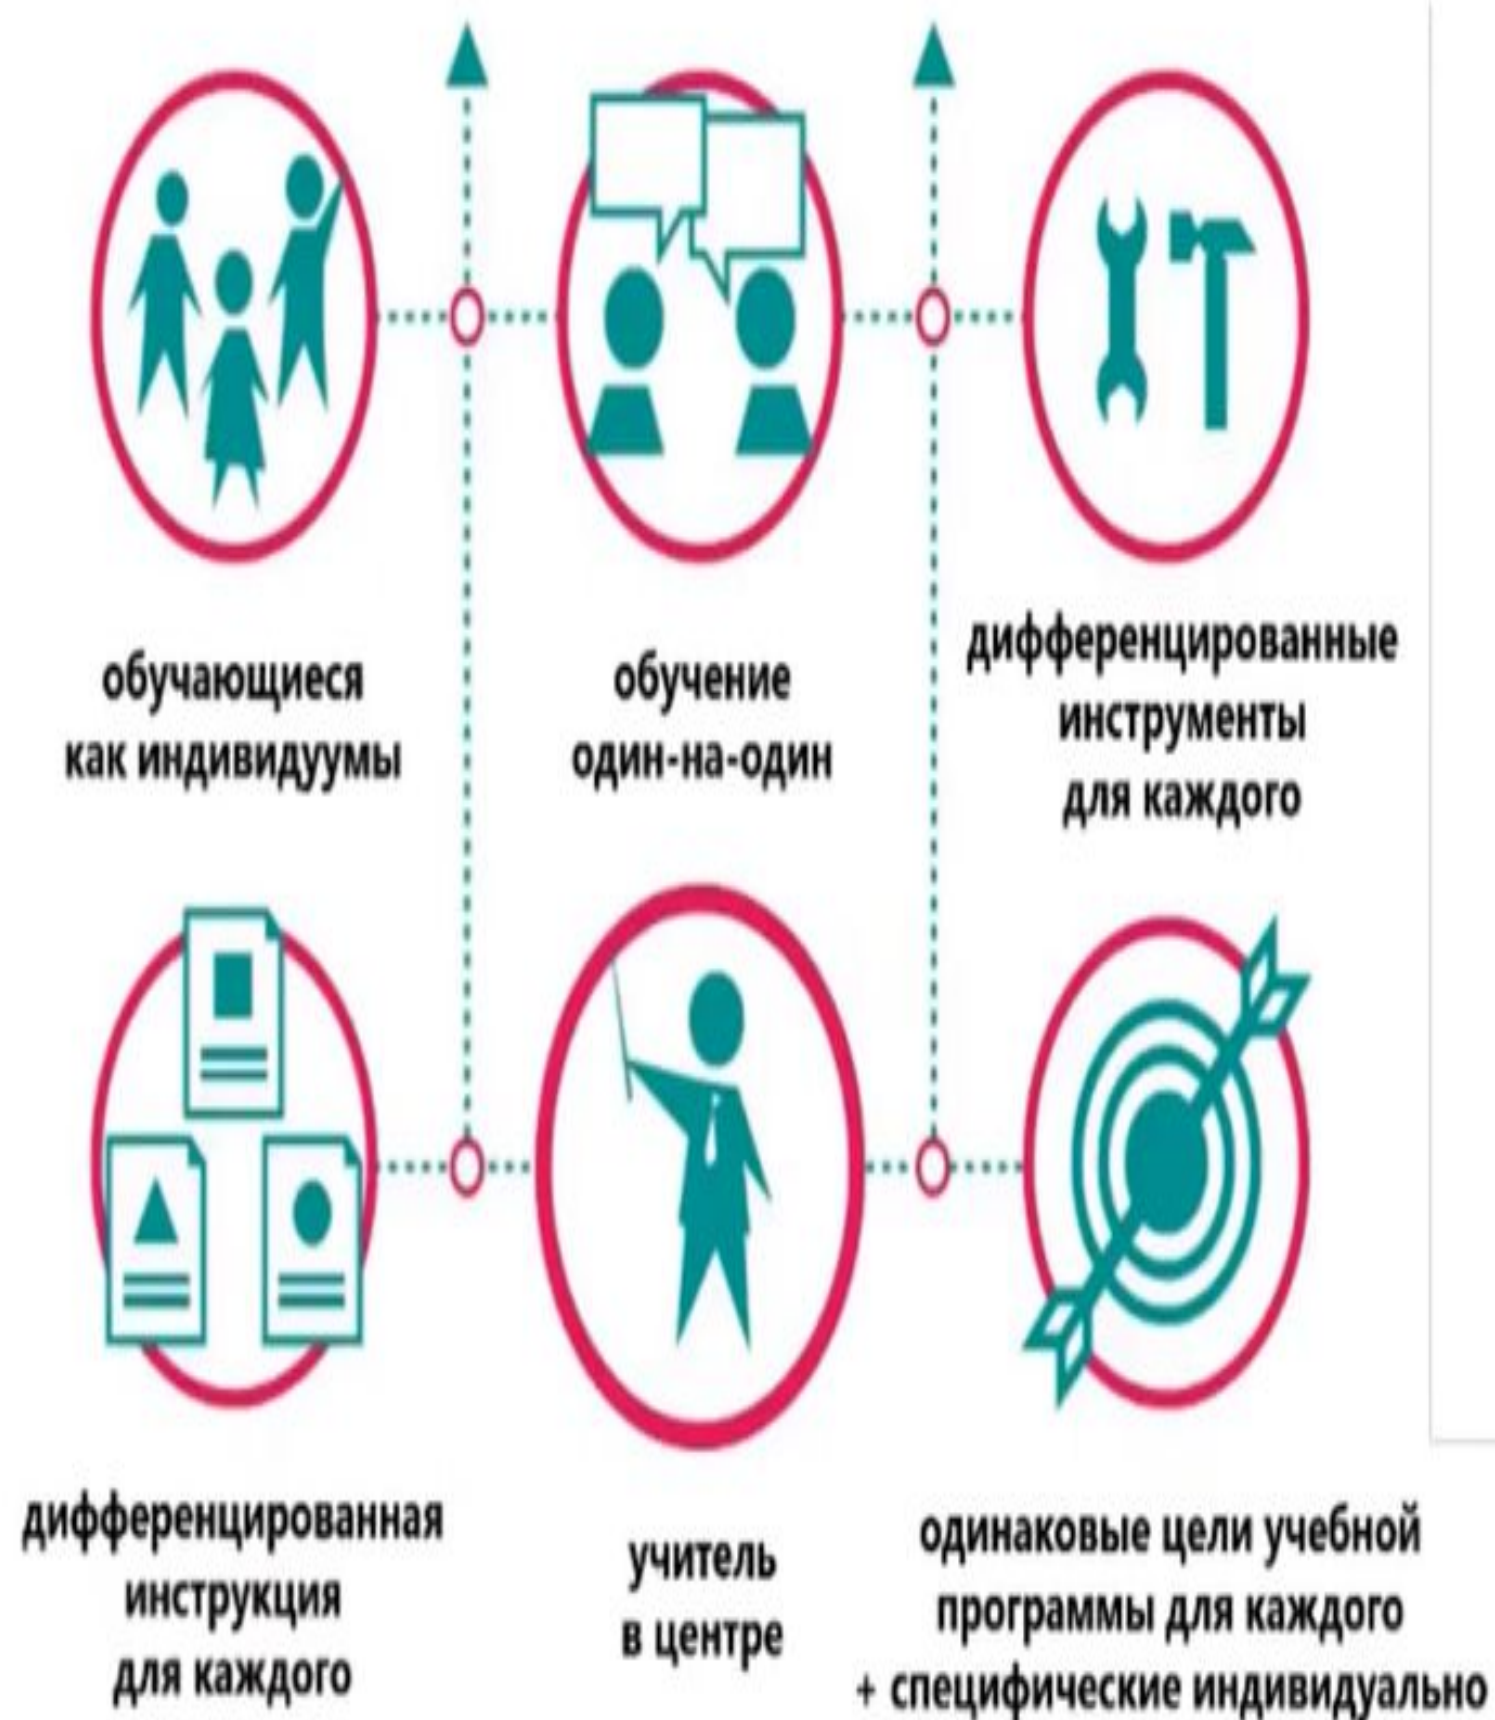 обучающиеся
как индивидуумы
обучение
один-на-один
дифференцированные
инструменты
для каждого
дифференцированная
инструкция
для каждого
учитель
в центре
одинаковые цели учебной
программы для каждого
+ специфические индивидуально